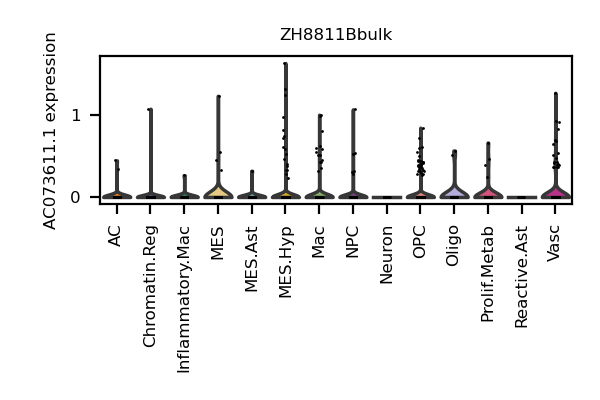 ZH8811Bbulk
AC073611.1 expression
1
0
AC
Chromatin.Reg
Inflammatory.Mac
MES
MES.Ast
MES.Hyp
Mac
NPC
Neuron
OPC
Oligo
Prolif.Metab
Reactive.Ast
Vasc